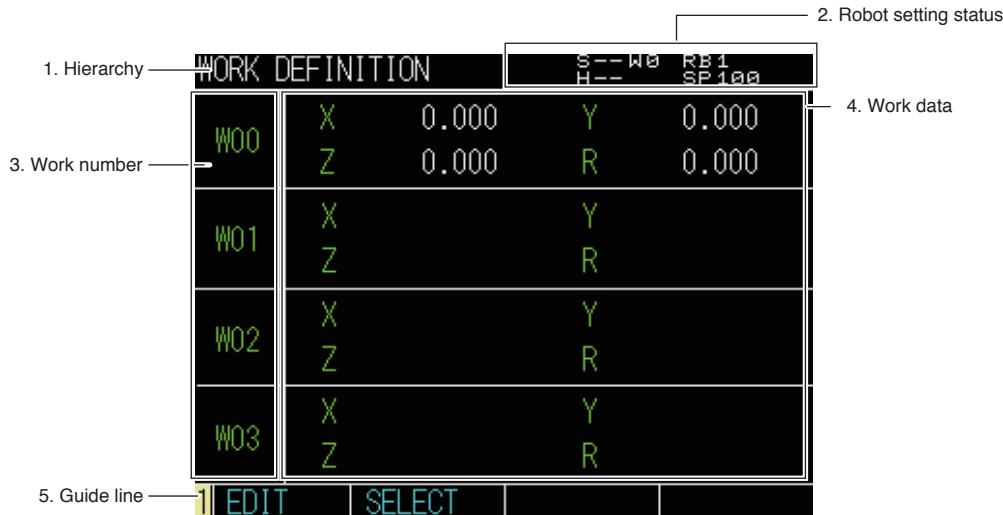 2. Robot setting status
1. Hierarchy
WORK DEFINITION
S--W0 RB1
H-- SP100
4. Work data
3. Work number
W00
X 0.000 Y 0.000
Z 0.000 R 0.000
W01
X Y
Z R
W02
X Y
Z R
W03
X Y
Z R
5. Guide line
1 EDIT SELECT